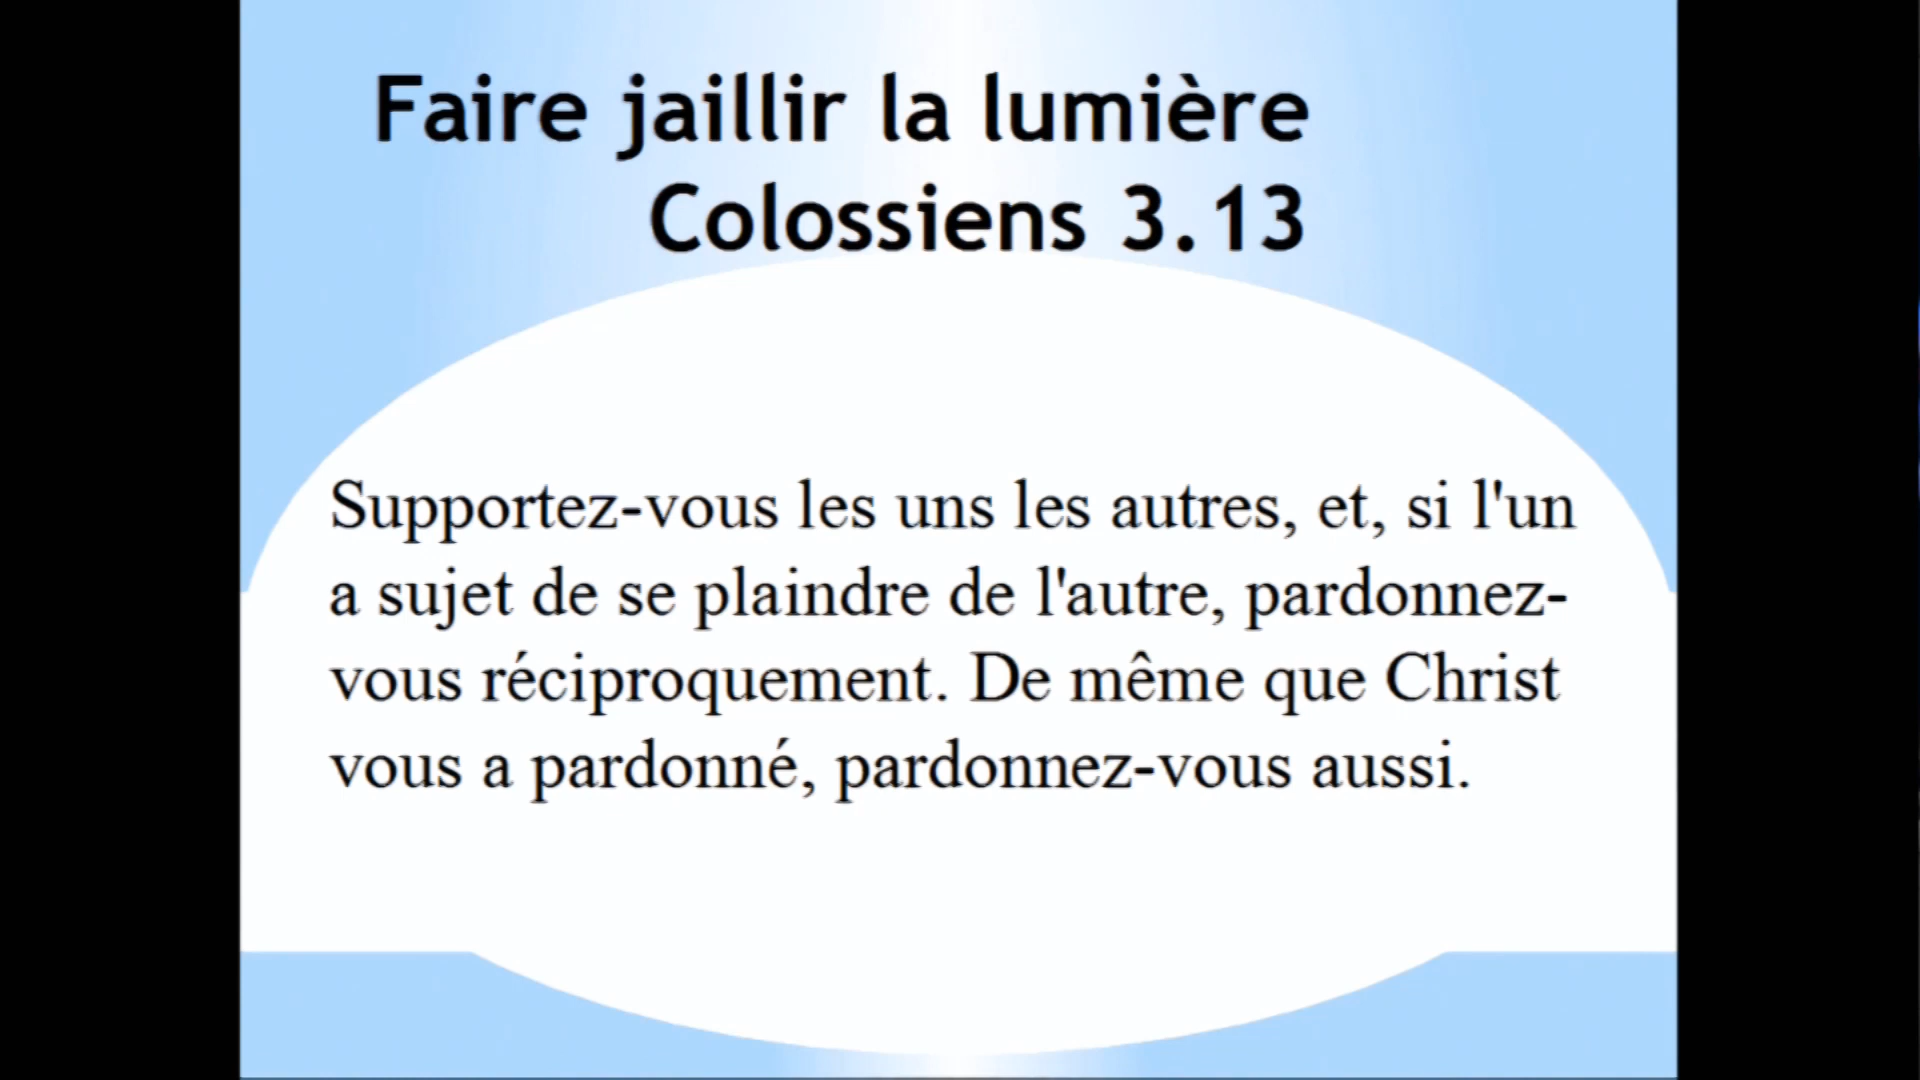 Faire jaillir la lumière
Colossiens 3.13
Supportez-vous les uns les autres, et, si l'un
a sujet de se plaindre de l'autre, pardonnez-
vous réciproquement. De même que Christ
vous a pardonné, pardonnez-vous aussi.